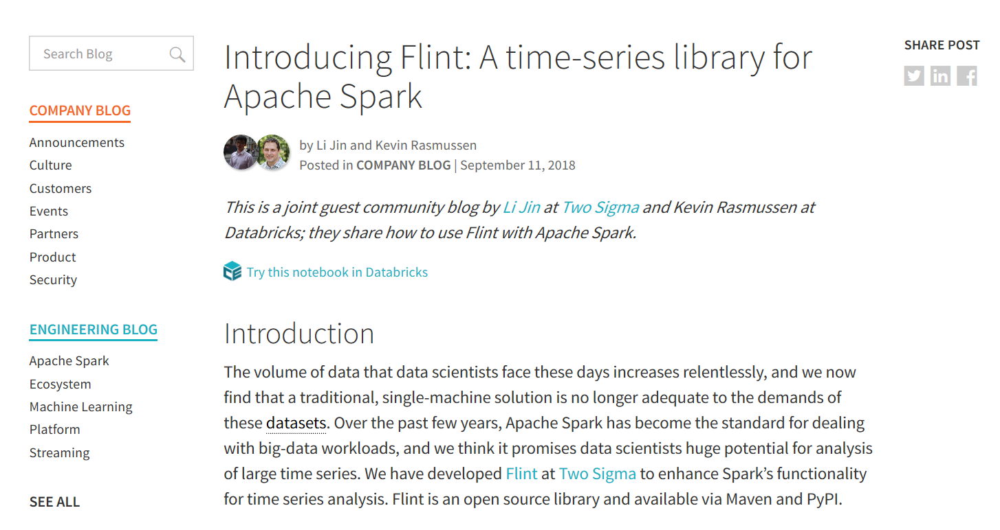 Search Blog
COMPANY BLOG
Announcements
Culture
Customers
Events
Partners
Product
Security
ENGINEERING BLOG
Apache Spark
Ecosystem
Machine Learning
Platform
Streaming
SEE ALL
Introducing Flint: A time-series library for
Apache Spark
by Li Jin and Kevin Rasmussen
Posted in COMPANY BLOG | September 11, 2018
This is a joint guest community blog by Li Jin at Two Sigma and Kevin Rasmussen at
Databricks; they share how to use Flint with Apache Spark.
CE Try this notebook in Databricks
Introduction
The volume of data that data scientists face these days increases relentlessly, and we now
find that a traditional, single-machine solution is no longer adequate to the demands of
these datasets. Over the past few years, Apache Spark has become the standard for dealing
with big-data workloads, and we think it promises data scientists huge potential for analysis
of large time series. We have developed Flint at Two Sigma to enhance Spark’s functionality
for time series analysis. Flint is an open source library and available via Maven and PyPI.
SHARE POST